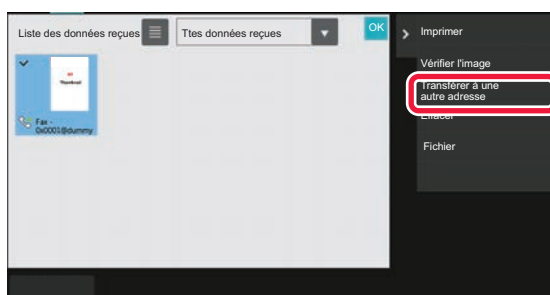 Liste des données reçues
Ttes données reçues
OK
Imprimer
Vérifier l'image
Transférer à une
autre adresse
Effacer
Fichier
Thumbnail
Fax -
0x0001@dummy